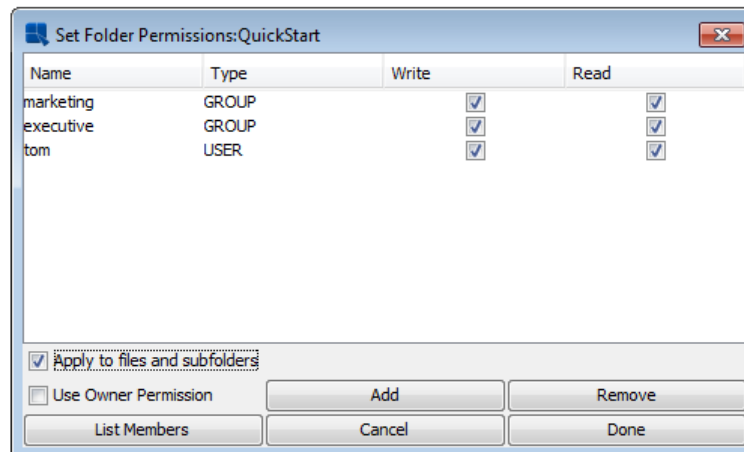 Set Folder Permissions:QuickStart
Name Type Write Read
marketing GROUP
executive GROUP
tom USER
Apply to files and subfolders
Use Owner Permission Add Remove
List Members Cancel Done